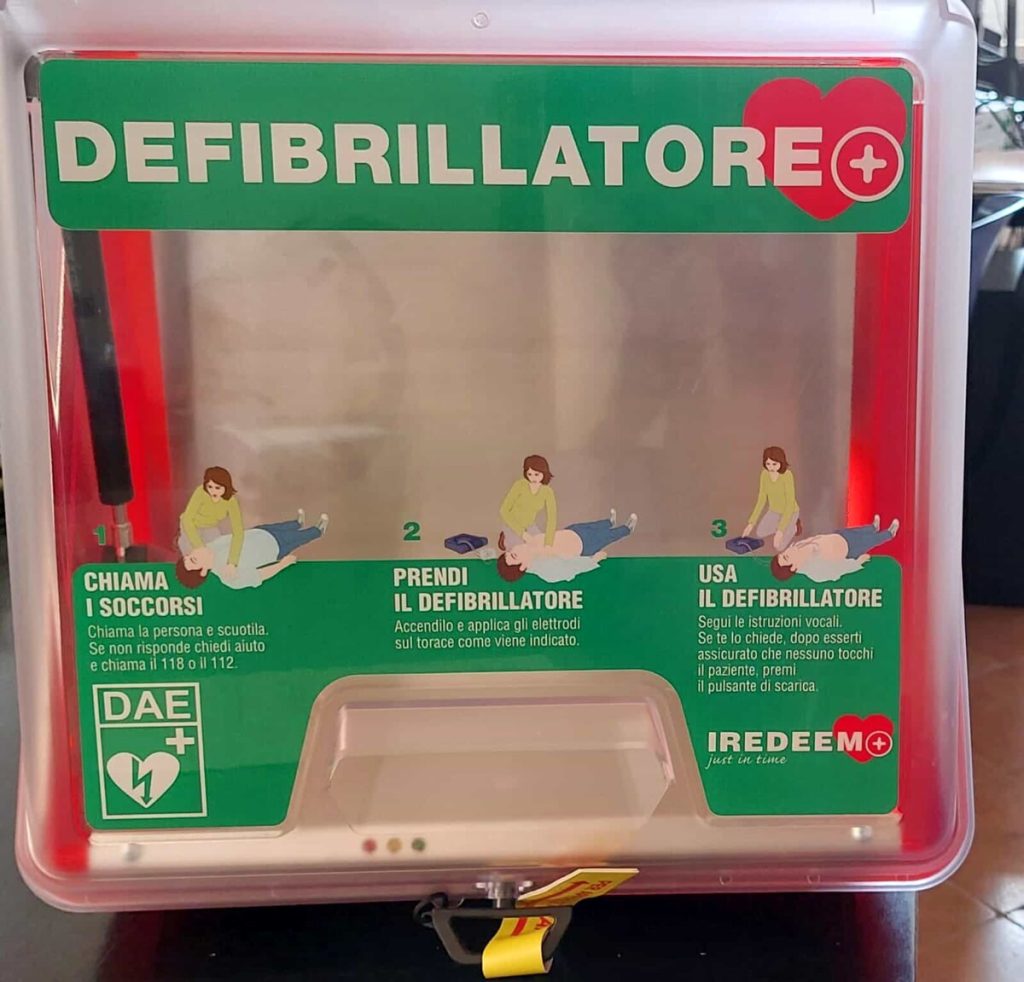 DEFIBRILLATORE
1
CHIAMA
I SOCCORSI
Chiama la persona e scuotila.
Se non risponde chiedi aiuto
e chiama il 118 o il 112.
DAE
2
PRENDI
IL DEFIBRILLATORE
Accendilo e applica gli elettrodi
sul torace come viene indicato.
3
USA
IL DEFIBRILLATORE
Segui le istruzioni vocali.
Se te lo chiede, dopo esserti
assicurato che nessuno tocchi
il paziente, premi
il pulsante di scarica.
IREDEEM
just in time